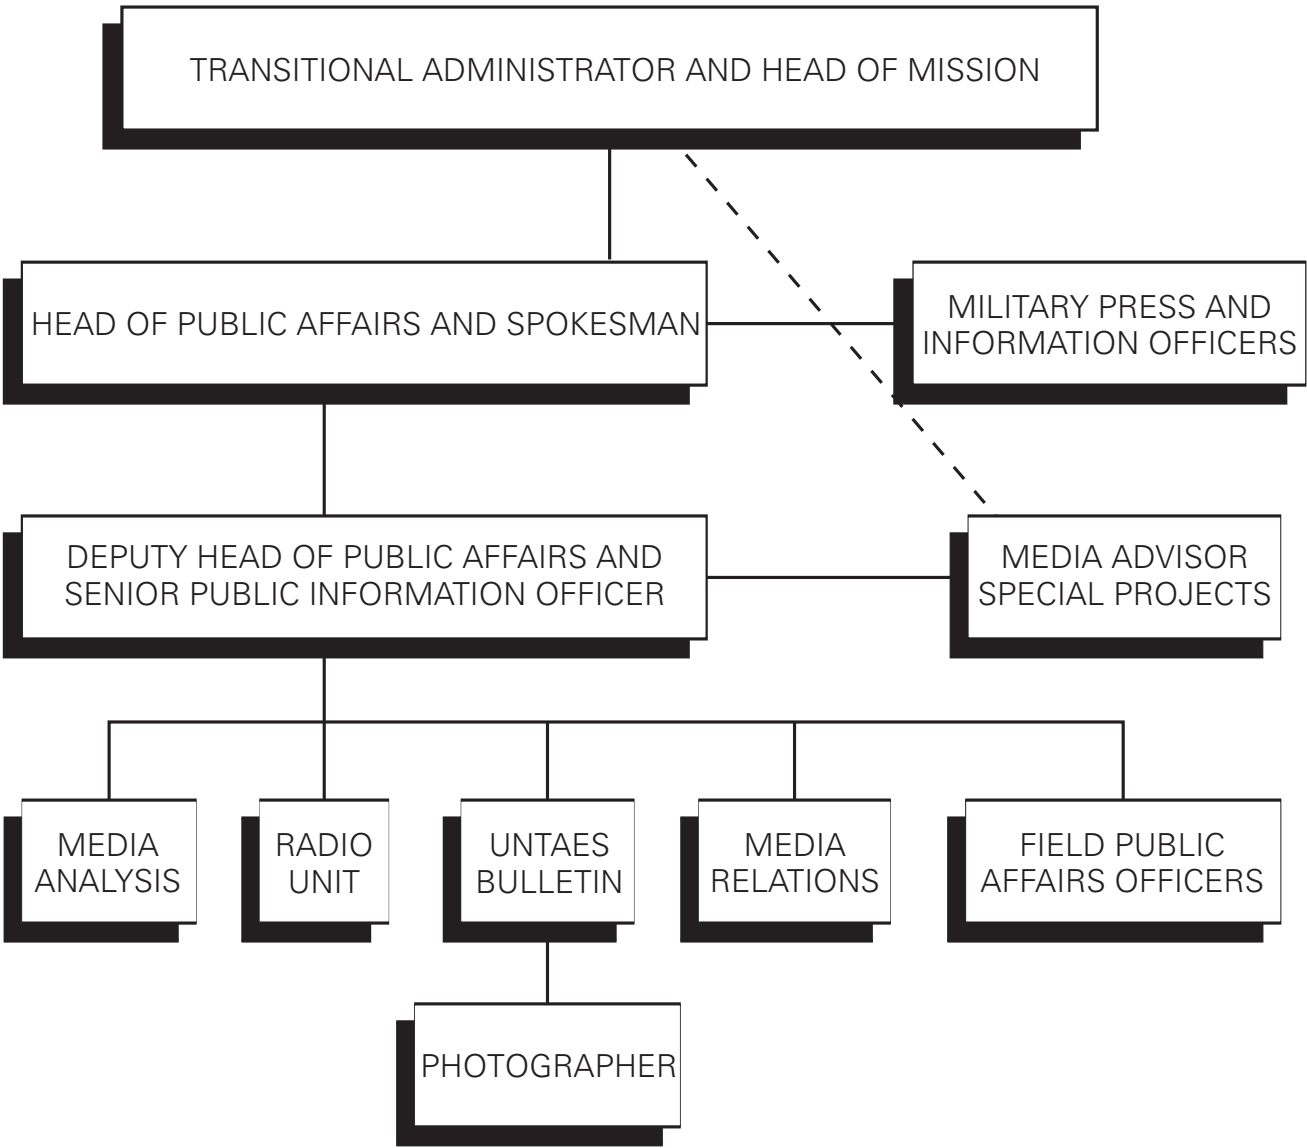 TRANSITIONAL ADMINISTRATOR AND HEAD OF MISSION
HEAD OF PUBLIC AFFAIRS AND SPOKESMAN
MILITARY PRESS AND
INFORMATION OFFICERS
DEPUTY HEAD OF PUBLIC AFFAIRS AND
SENIOR PUBLIC INFORMATION OFFICER
MEDIA ADVISOR
SPECIAL PROJECTS
MEDIA
ANALYSIS
RADIO
UNIT
UNTAES
BULLETIN
MEDIA
RELATIONS
FIELD PUBLIC
AFFAIRS OFFICERS
PHOTOGRAPHER